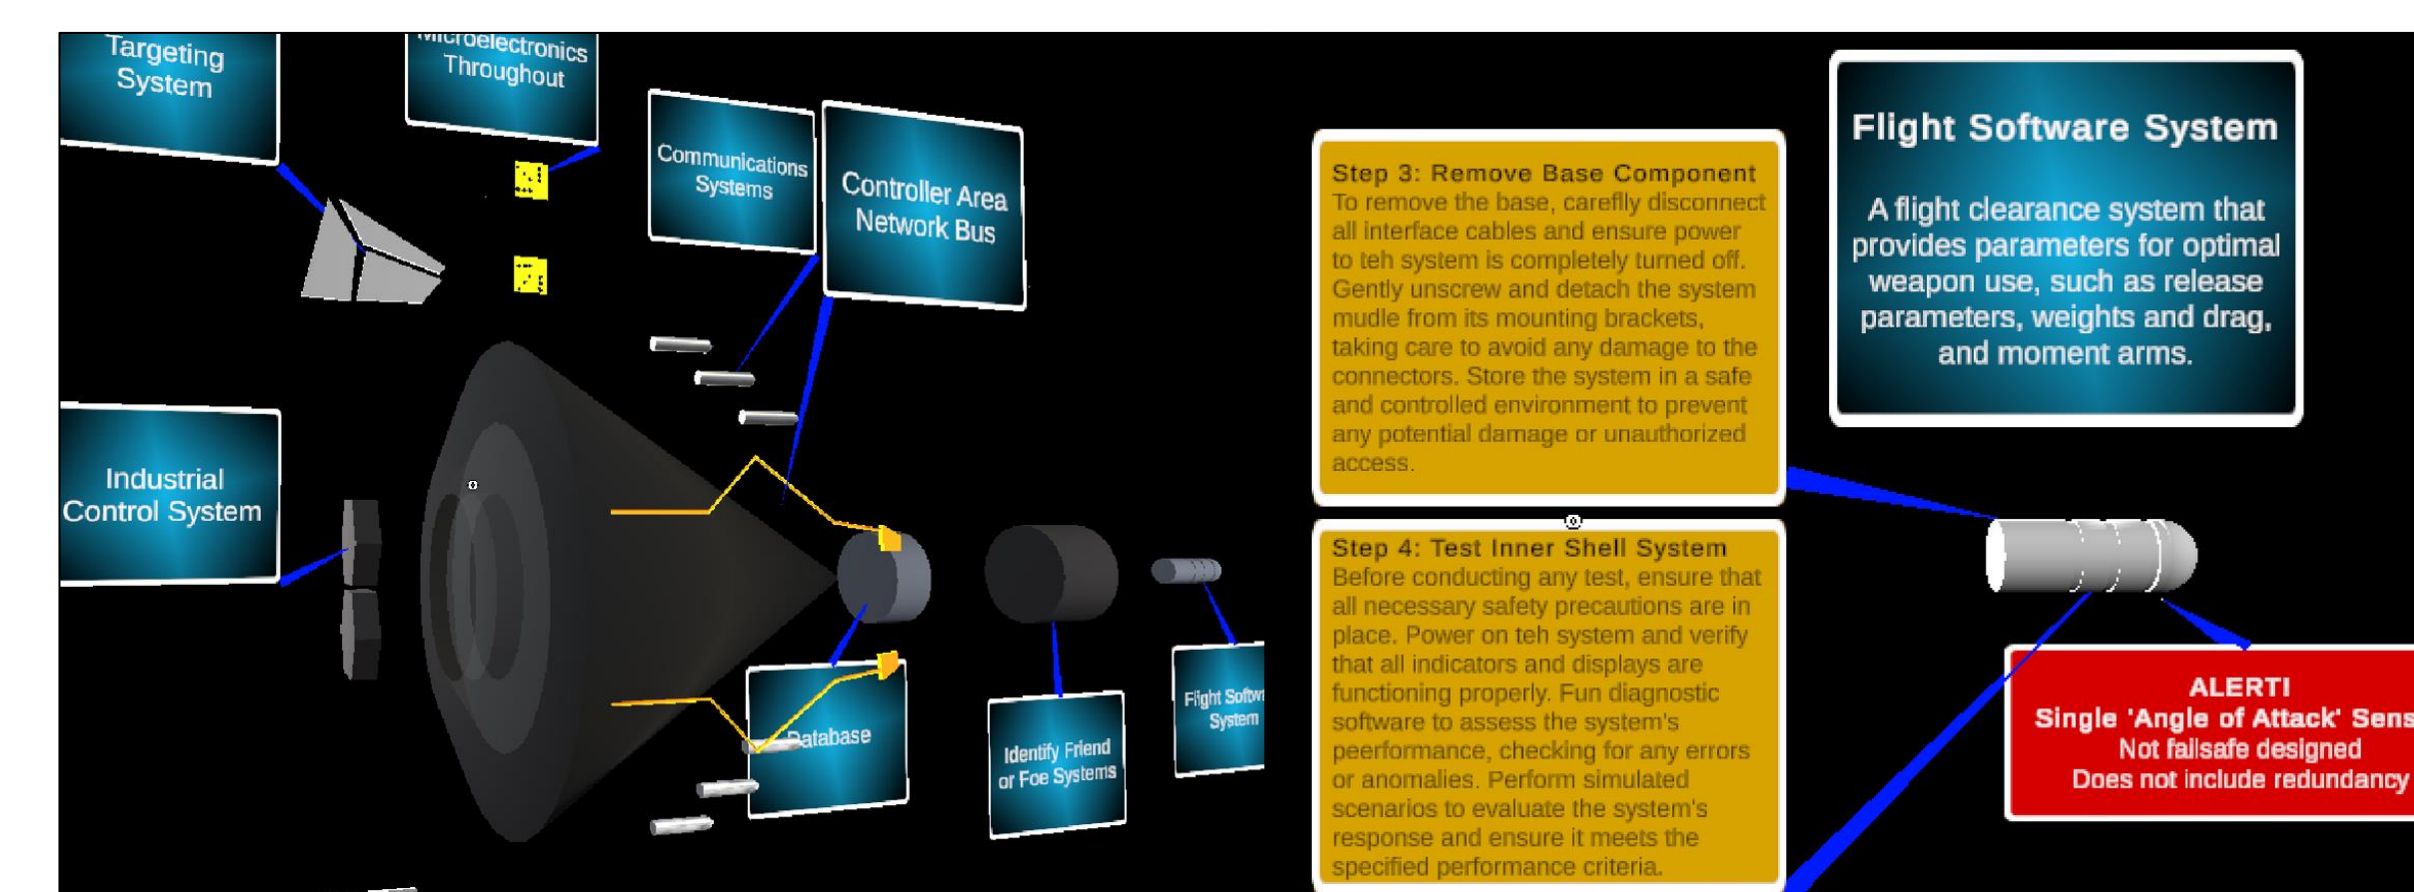 Targeting
System
Microelectronics
Throughout
Communications
Systems
Controller Area
Network Bus
Industrial
Control System
Database
Identify Friend
or Foe Systems
Flight Softw
System
Step 3: Remove Base Component
To remove the base, careflly disconnect
all interface cables and ensure power
to teh system is completely turned off.
Gently unscrew and detach the system
mudle from its mounting brackets,
taking care to avoid any damage to the
connectors. Store the system in a safe
and controlled environment to prevent
any potential damage or unauthorized
access.
Step 4: Test Inner Shell System
Before conducting any test, ensure that
all necessary safety precautions are in
place. Power on teh system and verify
that all indicators and displays are
functioning properly. Fun diagnostic
software to assess the system's
peerformance, checking for any errors
or anomalies. Perform simulated
scenarios to evaluate the system's
response and ensure it meets the
specified performance criteria.
Flight Software System
A flight clearance system that
provides parameters for optimal
weapon use, such as release
parameters, weights and drag,
and moment arms.
ALERT!
Single 'Angle of Attack' Sens
Not failsafe designed
Does not include redundancy